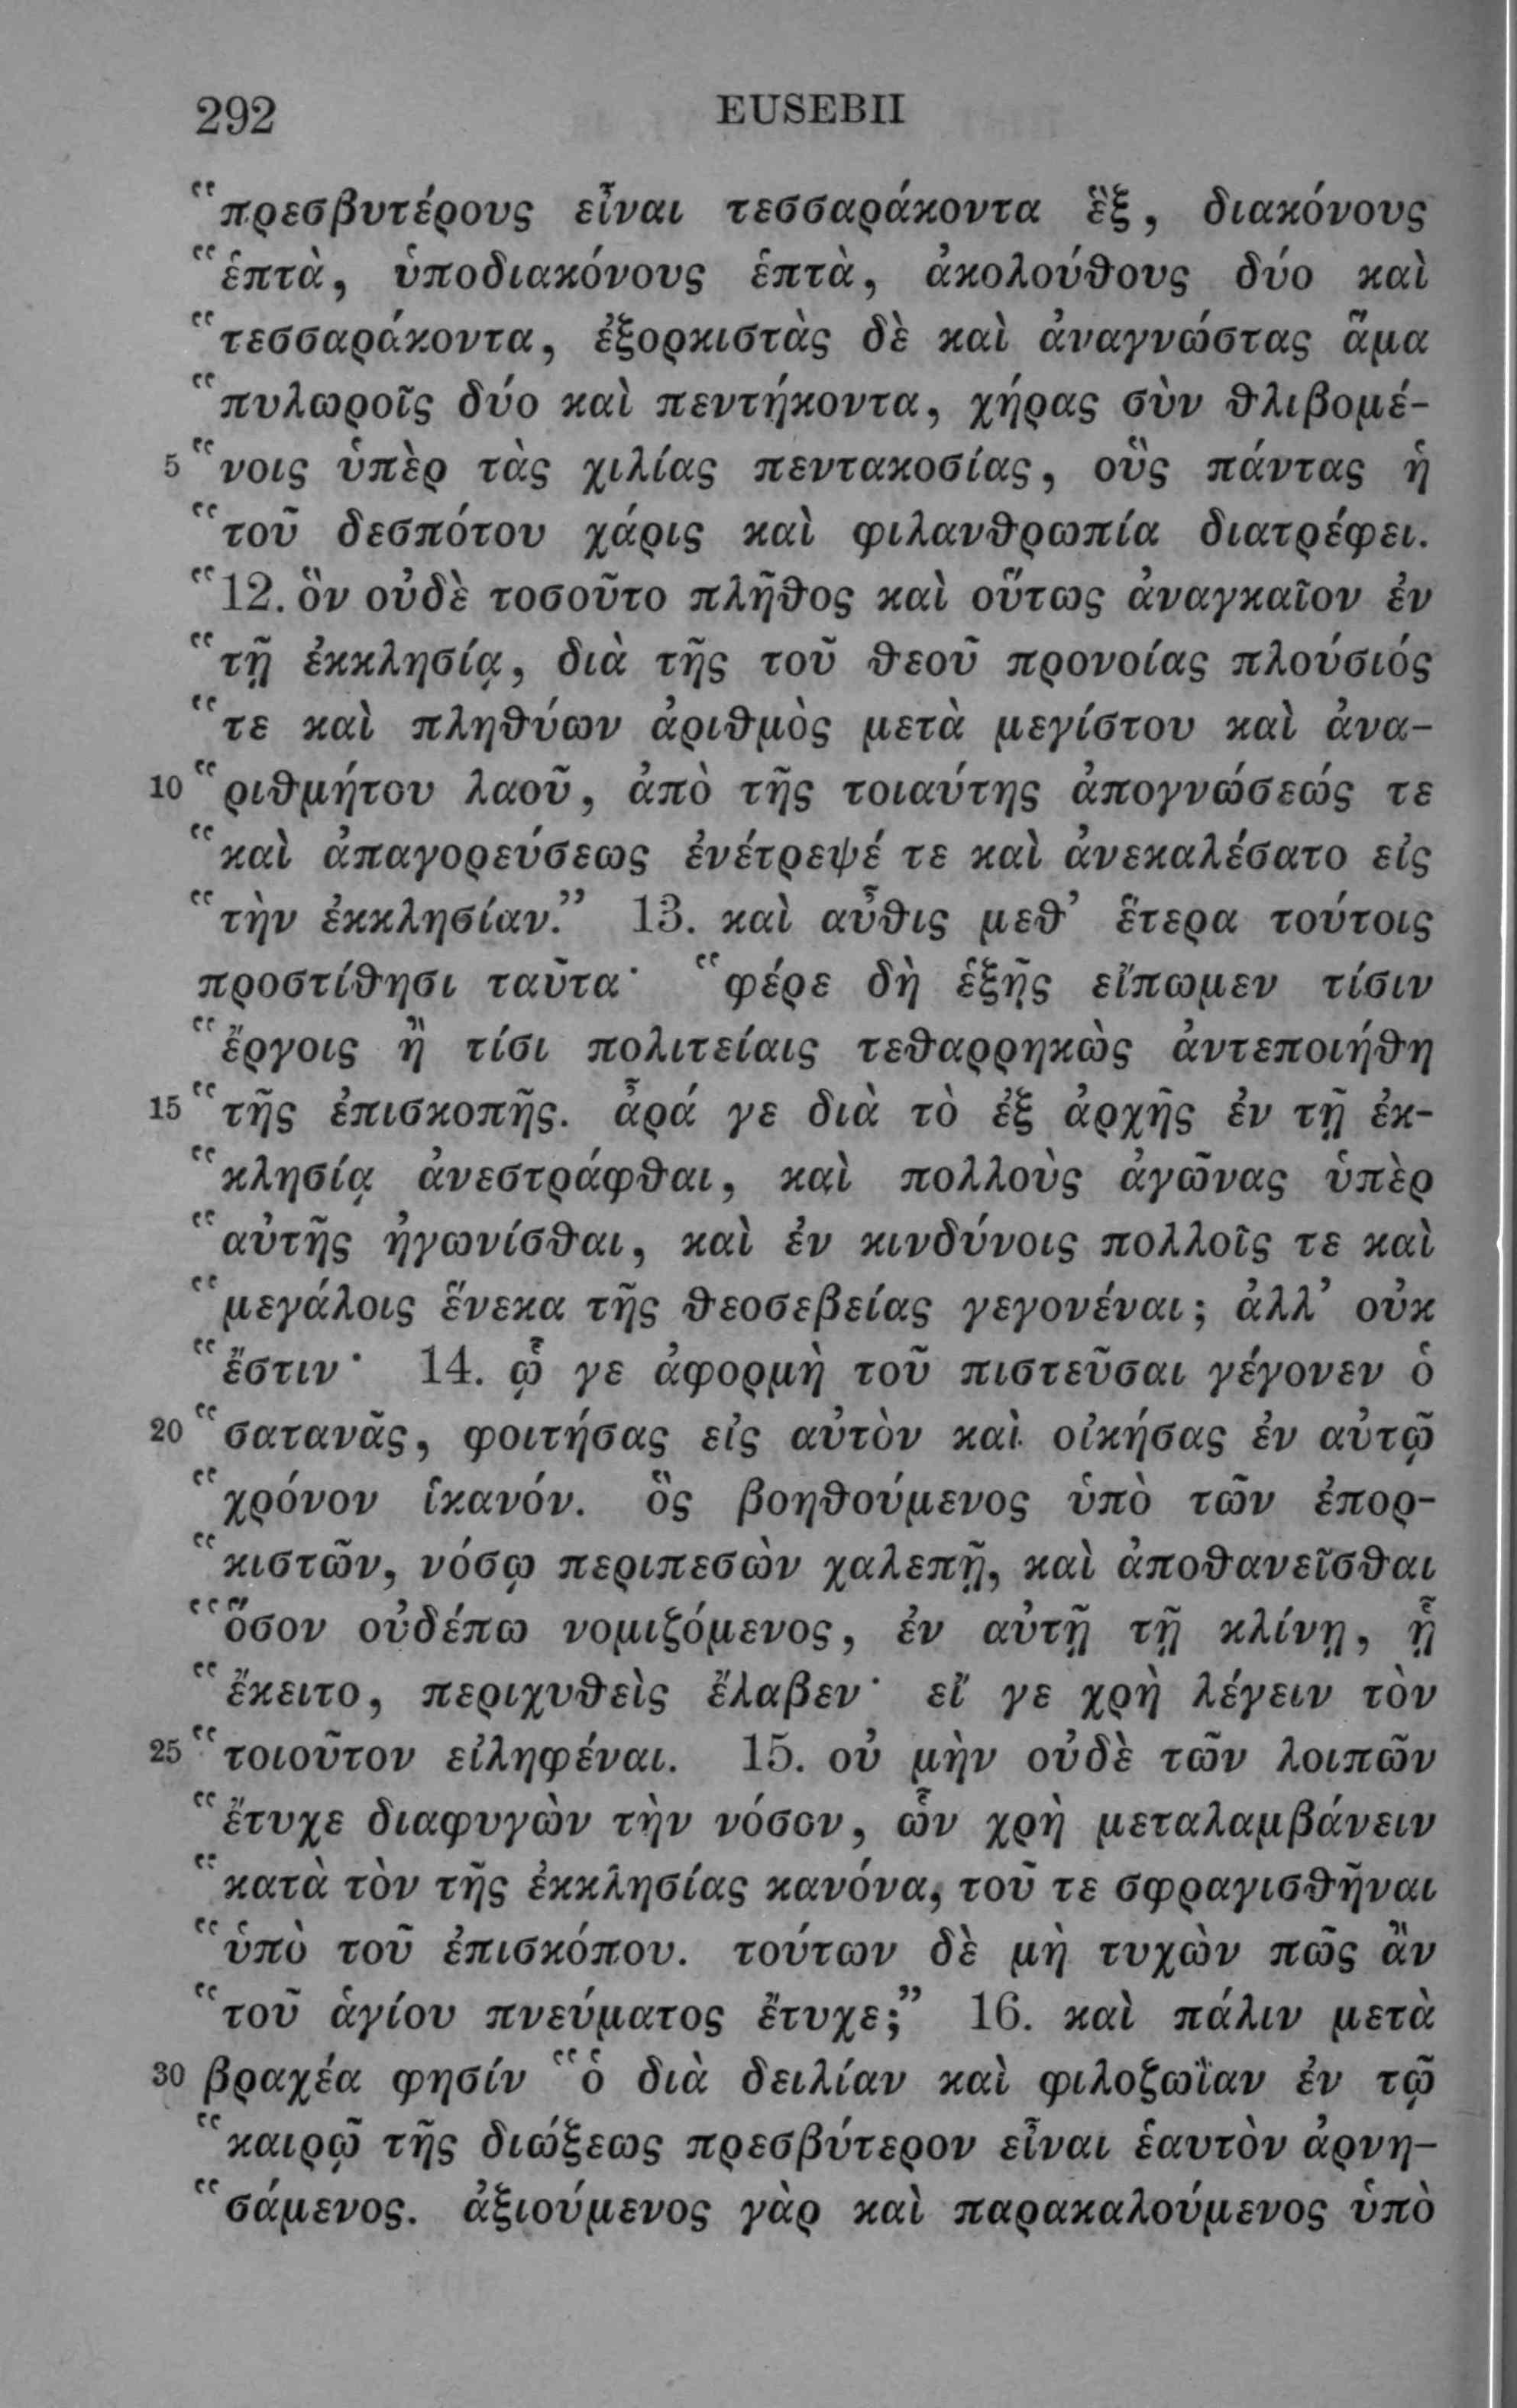 292 EUSEBII
“πρεσβυτέρους εἶναι τεσσαράκοντα ἓξ, διακόνους
“ἑπτὰ, ὑποδιακόνους ἑπτὰ, ἀκολούθους δύο καὶ
“τεσσαράκοντα, ἐξορκιστὰς δὲ καὶ ἀναγνώστας ἅμα
“πυλωροῖς δύο καὶ πεντήκοντα, χήρας σὺν θλιβομέ-
5 “νοις ὑπὲρ τὰς χιλίας πεντακοσίας, οὓς πάντας ἡ
“τοῦ δεσπότου χάρις καὶ φιλανθρωπία διατρέφει.
“12. ὃν οὐδὲ τοσοῦτο πλῆθος καὶ οὕτως ἀναγκαῖον ἐν
“τῇ ἐκκλησίᾳ, διὰ τῆς τοῦ θεοῦ προνοίας πλούσιός
“τε καὶ πληθύων ἀριθμὸς μετὰ μεγίστου καὶ ἀνα-
10 “ριθμήτου λαοῦ, ἀπὸ τῆς τοιαύτης ἀπογνώσεώς τε
“καὶ ἀπαγορεύσεως ἐνέτρεψέ τε καὶ ἀνεκαλέσατο εἰς
“τὴν ἐκκλησίαν.” 13. καὶ αὖθις μεθ’ ἕτερα τούτοις
προστίθησι ταῦτα· “φέρε δὴ ἑξῆς εἴπωμεν τίσιν
“ἔργοις ἢ τίσι πολιτείαις τεθαρρηκὼς ἀντεποιήθη
15 “τῆς ἐπισκοπῆς. ἆρά γε διὰ τὸ ἐξ ἀρχῆς ἐν τῇ ἐκ-
“κλησίᾳ ἀνεστράφθαι, καὶ πολλοὺς ἀγῶνας ὑπὲρ
“αὐτῆς ἠγωνίσθαι, καὶ ἐν κινδύνοις πολλοῖς τε καὶ
“μεγάλοις ἕνεκα τῆς θεοσεβείας γεγονέναι; ἀλλ’ οὐκ
“ἔστιν· 14. ᾧ γε ἀφορμὴ τοῦ πιστεῦσαι γέγονεν ὁ
20 “σατανᾶς, φοιτήσας εἰς αὐτὸν καὶ οἰκήσας ἐν αὐτῷ
“χρόνον ἱκανόν. ὃς βοηθούμενος ὑπὸ τῶν ἐπορ-
“κιστῶν, νόσῳ περιπεσὼν χαλεπῇ, καὶ ἀποθανεῖσθαι
“ὅσον οὐδέπω νομιζόμενος, ἐν αὐτῇ τῇ κλίνῃ, ᾗ
“ἔκειτο, περιχυθεὶς ἔλαβεν· εἴ γε χρὴ λέγειν τὸν
25 “τοιοῦτον εἰληφέναι. 15. οὐ μὴν οὐδὲ τῶν λοιπῶν
“ἔτυχε διαφυγὼν τὴν νόσον, ὧν χρὴ μεταλαμβάνειν
“κατὰ τὸν τῆς ἐκκλησίας κανόνα, τοῦ τε σφραγισθῆναι
“ὑπὸ τοῦ ἐπισκόπου. τούτων δὲ μὴ τυχὼν πῶς ἂν
“τοῦ ἁγίου πνεύματος ἔτυχε;” 16. καὶ πάλιν μετὰ
30 βραχέα φησίν “ὁ διὰ δειλίαν καὶ φιλοζωΐαν ἐν τῷ
“καιρῷ τῆς διώξεως πρεσβύτερον εἶναι ἑαυτὸν ἀρνη-
“σάμενος. ἀξιούμενος γὰρ καὶ παρακαλούμενος ὑπὸ